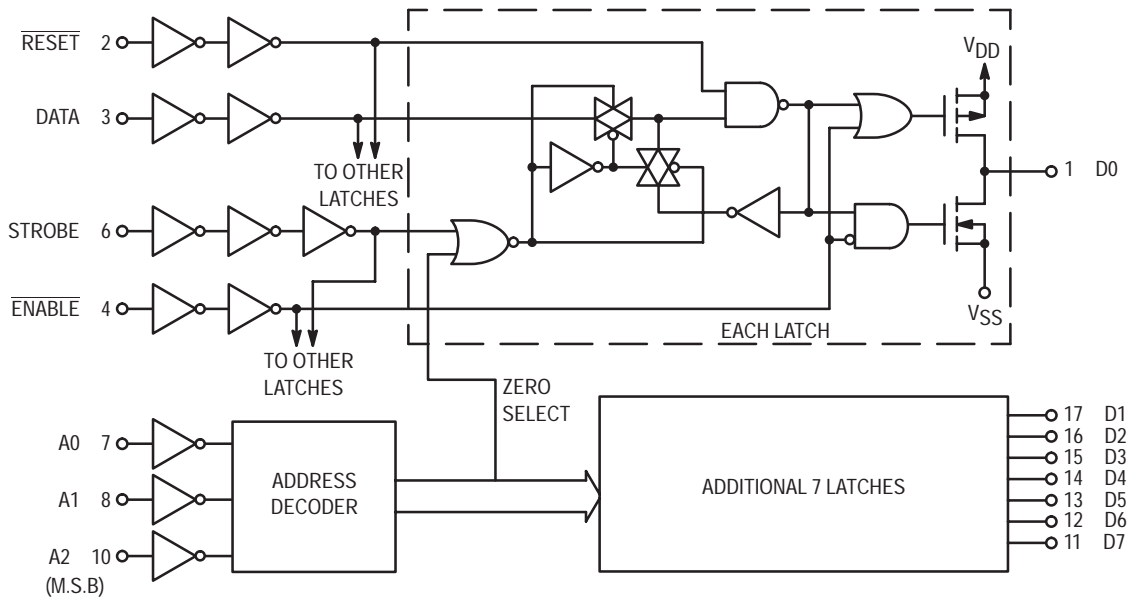 RESET 2
DATA 3
TO OTHER
LATCHES
STROBE 6
ENABLE 4
TO OTHER
LATCHES
VDD
1 D0
VSS
EACH LATCH
ZERO
SELECT
A0 7
A1 8
A2 10
(M.S.B)
ADDRESS
DECODER
ADDITIONAL 7 LATCHES
17 D1
16 D2
15 D3
14 D4
13 D5
12 D6
11 D7